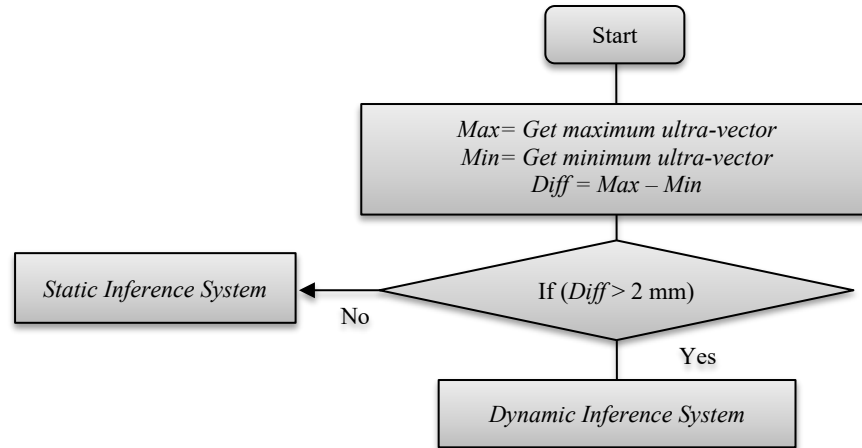 Start
Max= Get maximum ultra-vector
Min= Get minimum ultra-vector
Diff = Max – Min
Static Inference System
If (Diff > 2 mm)
No
Yes
Dynamic Inference System